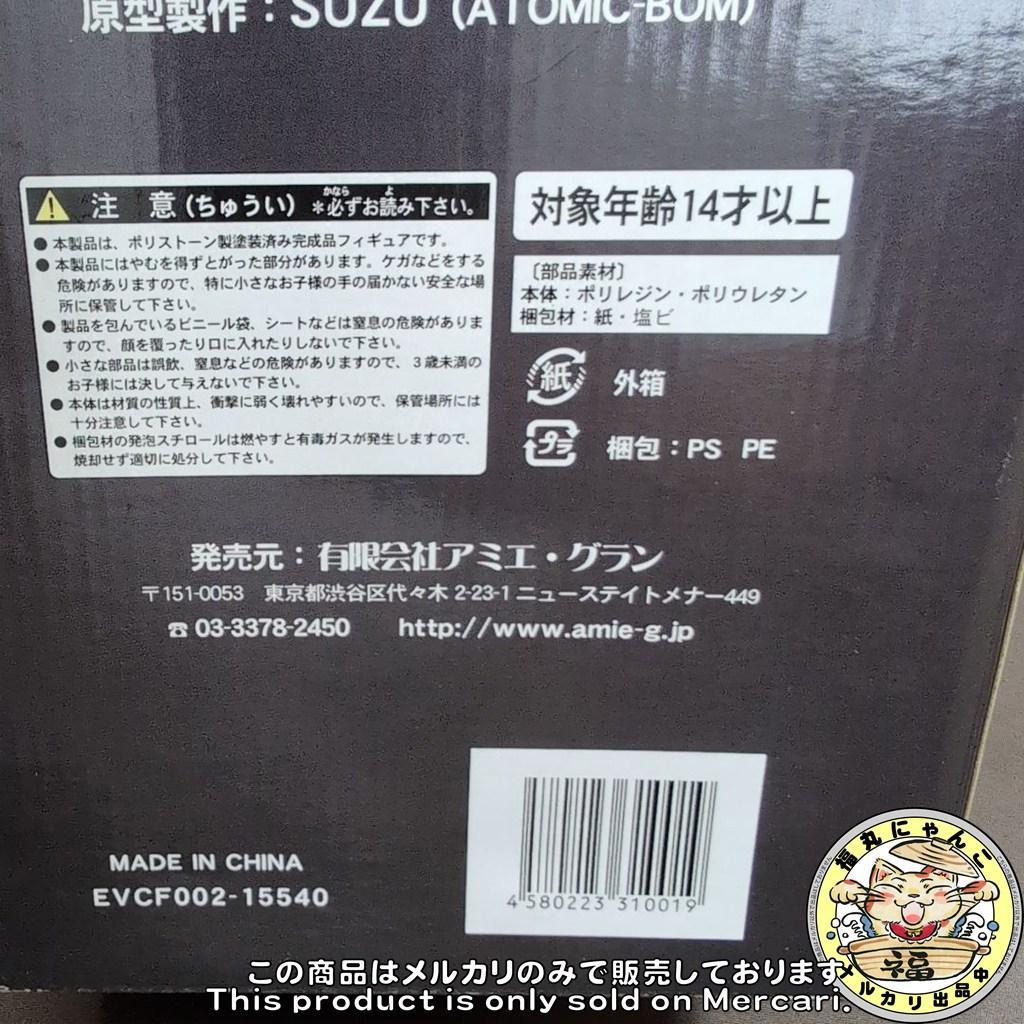 原型製作：SUZU（ATOMIC-BOM）
注 意（ちゅうい）＊必ずお読み下さい。
かなら よ
●本製品は、ポリストーン製塗装済み完成品フィギュアです。
●本製品にはやむを得ずとがった部分があります。ケガなどをする
危険がありますので、特に小さなお子様の手の届かない安全な場
所に保管して下さい。
●製品を包んでいるビニール袋、シートなどは窒息の危険がありま
すので、顔を覆ったり口に入れたりしないで下さい。
●小さな部品は誤飲、窒息などの危険がありますので、３歳未満の
お子様には決して与えないで下さい。
●本体は材質の性質上、衝撃に弱く壊れやすいので、保管場所には
十分注意して下さい。
●梱包材の発泡スチロールは燃やすと有毒ガスが発生しますので、
焼却せず適切に処分して下さい。
対象年齢14才以上
〔部品素材〕
本体：ポリレジン・ポリウレタン
梱包材：紙・塩ビ
紙 外箱
プラ 梱包：PS PE
発売元：有限会社アミエ・グラン
〒151-0053 東京都渋谷区代々木 2-23-1 ニューステイトメナー449
☎ 03-3378-2450 http://www.amie-g.jp
MADE IN CHINA
EVCF002-15540
4 580223 310019
福丸にゃんこ
福
メルカリ出品中
この商品はメルカリのみで販売しております
This product is only sold on Mercari.